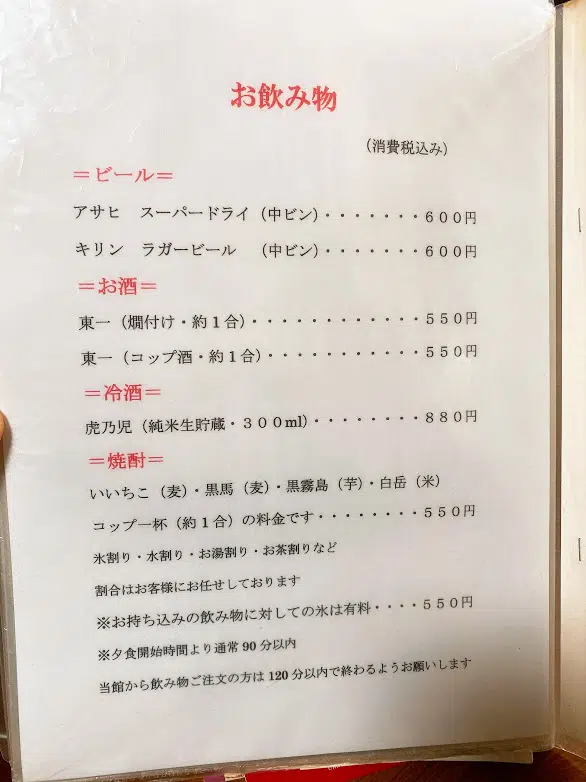 お飲み物
（消費税込み）
＝ビール＝
アサヒ　スーパードライ（中ビン）・・・・・・・６００円
キリン　ラガービール　（中ビン）・・・・・・・６００円
＝お酒＝
東一（燗付け・約１合）・・・・・・・・・・・・５５０円
東一（コップ酒・約１合）・・・・・・・・・・・５５０円
＝冷酒＝
虎乃児（純米生貯蔵・３００ml）・・・・・・・・８８０円
＝焼酎＝
いいちこ（麦）・黒馬（麦）・黒霧島（芋）・白岳（米）
コップ一杯（約１合）の料金です・・・・・・・・５５０円
氷割り・水割り・お湯割り・お茶割りなど
割合はお客様にお任せしております
※お持ち込みの飲み物に対しての氷は有料・・・・５５０円
※夕食開始時間より通常 90 分以内
当館から飲み物ご注文の方は 120 分以内で終わるようお願いします